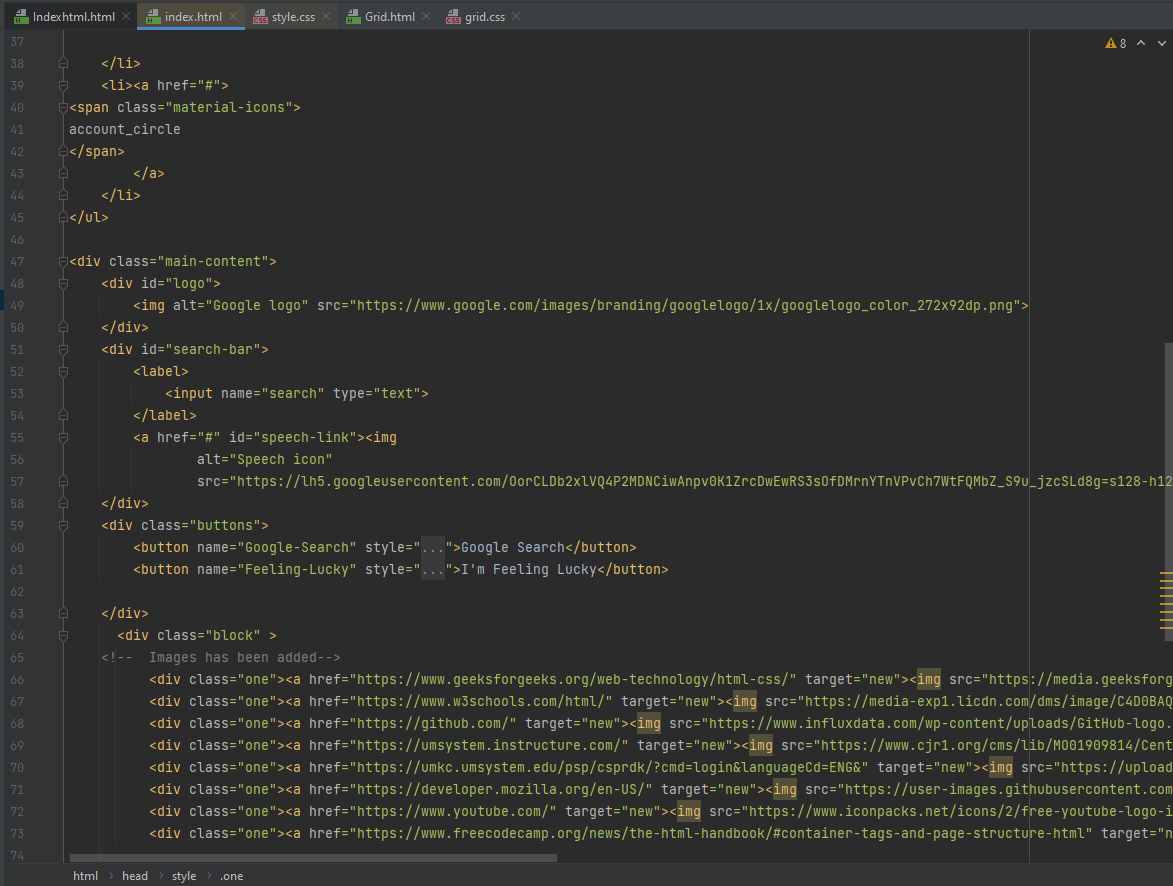 Indexhtml.html index.html style.css Grid.html grid.css
8
37
38 </li>
39 <li><a href="#">
40 <span class="material-icons">
41 account_circle
42 </span>
43 </a>
44 </li>
45 </ul>
46
47 <div class="main-content">
48 <div id="logo">
49 <img alt="Google logo" src="https://www.google.com/images/branding/googlelogo/1x/googlelogo_color_272x92dp.png">
50 </div>
51 <div id="search-bar">
52 <label>
53 <input name="search" type="text">
54 </label>
55 <a href="#" id="speech-link"><img
56 alt="Speech icon"
57 src="https://lh5.googleusercontent.com/OorCLDb2xlVQ4P2MDNCiwAnpv0K1ZrcDwEwRS3sOfDMrnYTnVPvCh7WtFQMbZ_S9u_jzcSLd8g=s128-h12
58 </div>
59 <div class="buttons">
60 <button name="Google-Search" style="...">Google Search</button>
61 <button name="Feeling-Lucky" style="...">I'm Feeling Lucky</button>
62
63 </div>
64 <div class="block" >
65 <!-- Images has been added-->
66 <div class="one"><a href="https://www.geeksforgeeks.org/web-technology/html-css/" target="new"><img src="https://media.geeksforg
67 <div class="one"><a href="https://www.w3schools.com/html/" target="new"><img src="https://media-exp1.licdn.com/dms/image/C4D0BAQ
68 <div class="one"><a href="https://github.com/" target="new"><img src="https://www.influxdata.com/wp-content/uploads/GitHub-logo.
69 <div class="one"><a href="https://umsystem.instructure.com/" target="new"><img src="https://www.cjr1.org/cms/lib/MO01909814/Cent
70 <div class="one"><a href="https://umkc.umsystem.edu/psp/csprdk/?cmd=login&languageCd=ENG&" target="new"><img src="https://upload
71 <div class="one"><a href="https://developer.mozilla.org/en-US/" target="new"><img src="https://user-images.githubusercontent.com
72 <div class="one"><a href="https://www.youtube.com/" target="new"><img src="https://www.iconpacks.net/icons/2/free-youtube-logo-i
73 <div class="one"><a href="https://www.freecodecamp.org/news/the-html-handbook/#container-tags-and-page-structure-html" target="n
74
html › head › style › .one